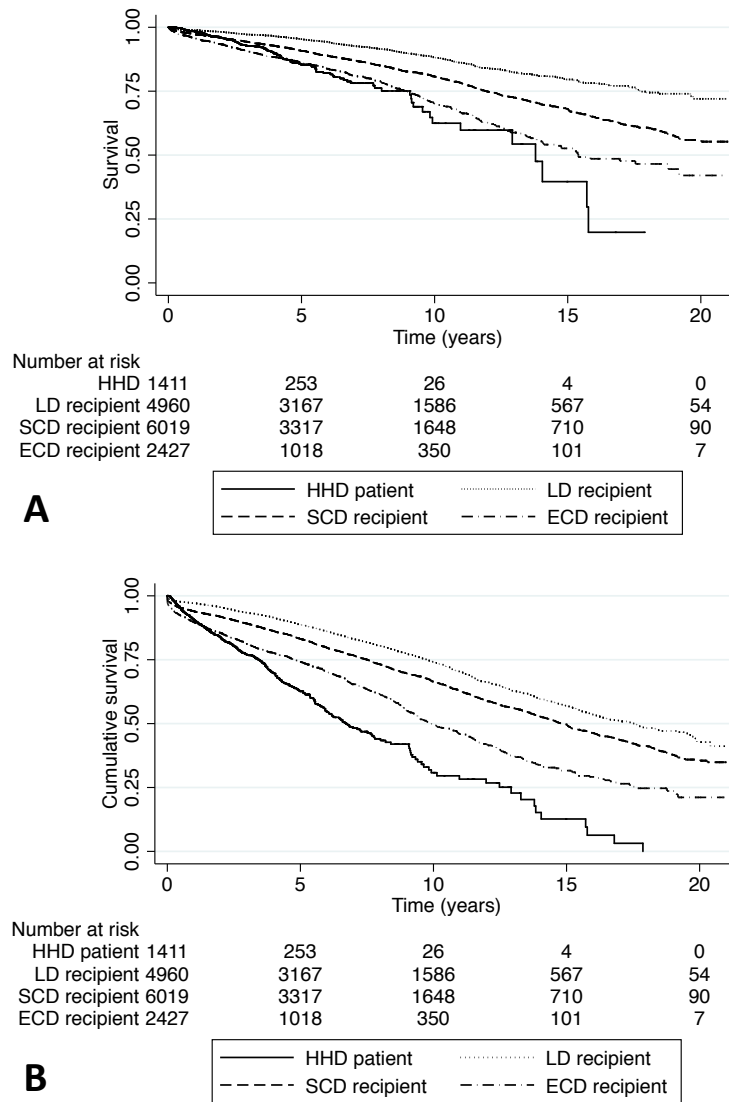 1.00
0.75
0.50
0.25
0.00
Survival
0 5 10 15 20
Time (years)
Number at risk
HHD 1411 253 26 4 0
LD recipient 4960 3167 1586 567 54
SCD recipient 6019 3317 1648 710 90
ECD recipient 2427 1018 350 101 7
HHD patient LD recipient
SCD recipient ECD recipient
A
1.00
0.75
0.50
0.25
0.00
Cumulative survival
0 5 10 15 20
Time (years)
Number at risk
HHD patient 1411 253 26 4 0
LD recipient 4960 3167 1586 567 54
SCD recipient 6019 3317 1648 710 90
ECD recipient 2427 1018 350 101 7
HHD patient LD recipient
SCD recipient ECD recipient
B